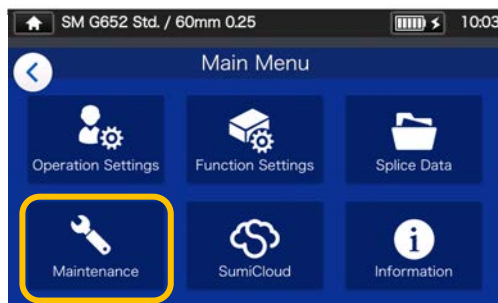 SM G652 Std. / 60mm 0.25 10:03
Main Menu
Operation Settings Function Settings Splice Data
Maintenance SumiCloud Information